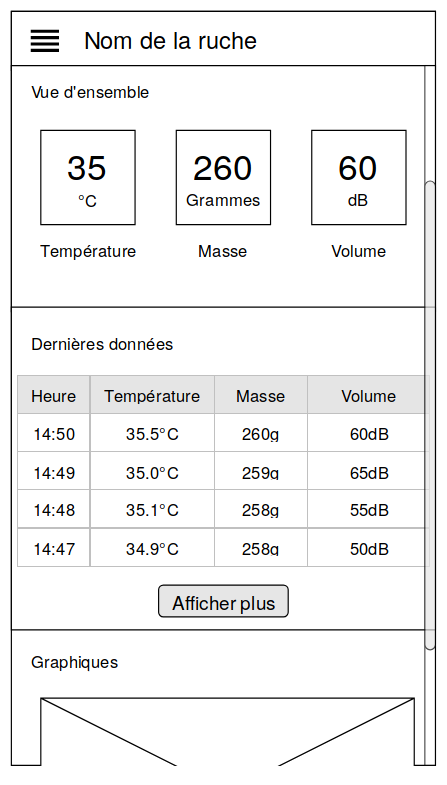 Nom de la ruche
Vue d'ensemble
35 260 60
°C Grammes dB
Température Masse Volume
Dernières données
Heure Température Masse Volume
14:50 35.5°C 260g 60dB
14:49 35.0°C 259g 65dB
14:48 35.1°C 258g 55dB
14:47 34.9°C 258g 50dB
Afficher plus
Graphiques